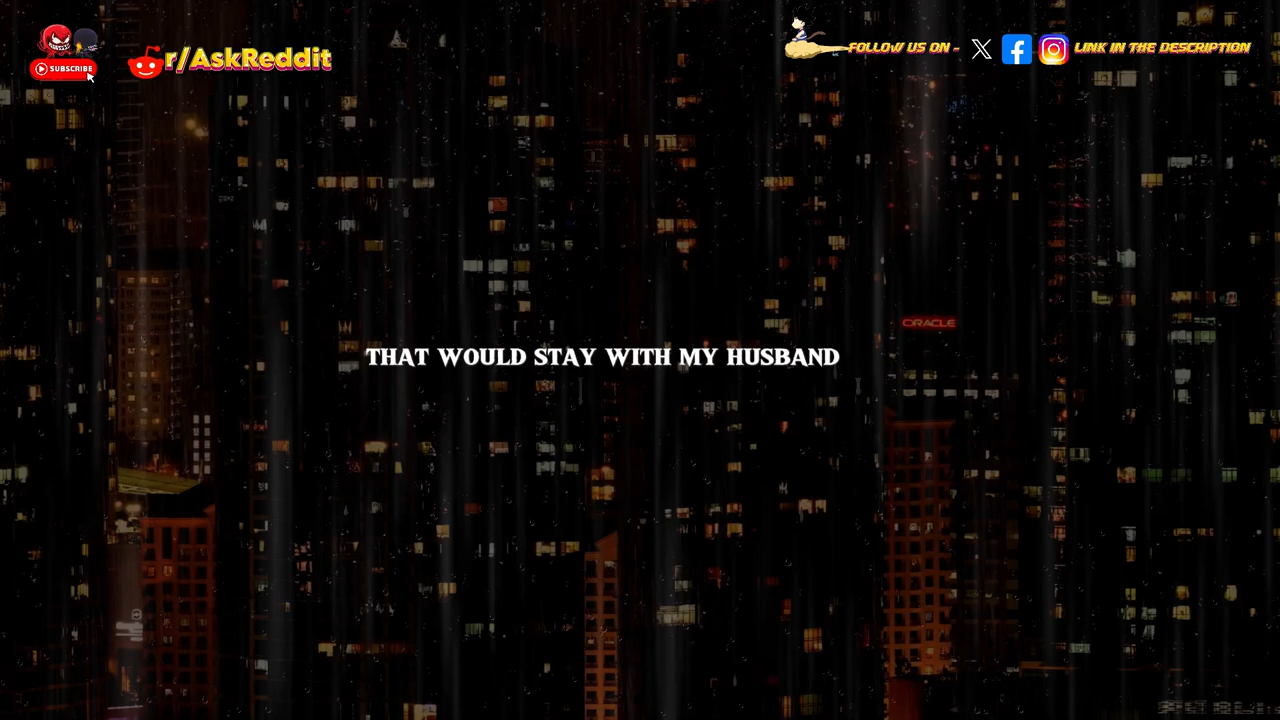 SUBSCRIBE
r/AskReddit
FOLLOW US ON -
LINK IN THE DESCRIPTION
ORACLE
THAT WOULD STAY WITH MY HUSBAND